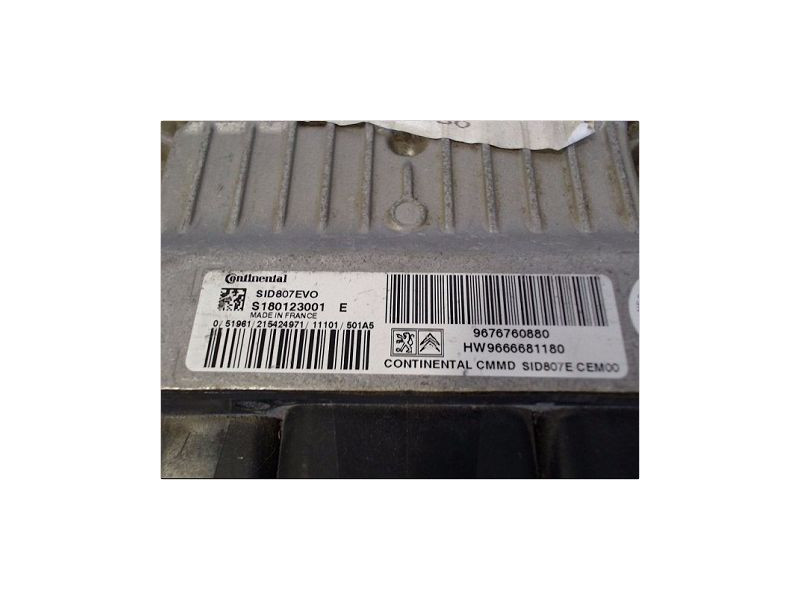 Continental
SID807EVO
S180123001 E
MADE IN FRANCE
0/51961/215424971/11101/501A5
9676760880
HW9666681180
CONTINENTAL CMMD SID807E CEM00